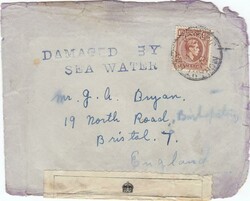 DAMAGED BY
SEA WATER
Mr. G. A. Bryan,
19 North Road,
Bristol. 7.
England